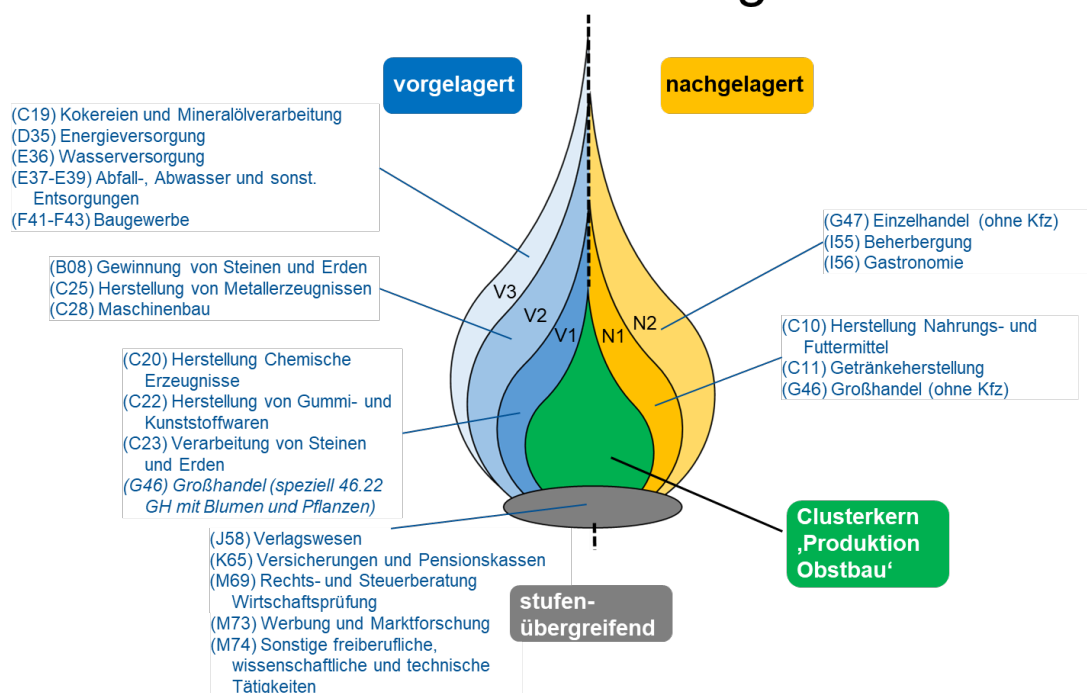 g
vorgelagert
nachgelagert
(C19) Kokereien und Mineralölverarbeitung
(D35) Energieversorgung
(E36) Wasserversorgung
(E37-E39) Abfall-, Abwasser und sonst.
Entsorgungen
(F41-F43) Baugewerbe
(G47) Einzelhandel (ohne Kfz)
(I55) Beherbergung
(I56) Gastronomie
(B08) Gewinnung von Steinen und Erden
(C25) Herstellung von Metallerzeugnissen
(C28) Maschinenbau
V3
V2
V1
N1
N2
(C10) Herstellung Nahrungs- und
Futtermittel
(C11) Getränkeherstellung
(G46) Großhandel (ohne Kfz)
(C20) Herstellung Chemische
Erzeugnisse
(C22) Herstellung von Gummi- und
Kunststoffwaren
(C23) Verarbeitung von Steinen
und Erden
(G46) Großhandel (speziell 46.22
GH mit Blumen und Pflanzen)
Clusterkern
‚Produktion
Obstbau‘
(J58) Verlagswesen
(K65) Versicherungen und Pensionskassen
(M69) Rechts- und Steuerberatung
Wirtschaftsprüfung
(M73) Werbung und Marktforschung
(M74) Sonstige freiberufliche,
wissenschaftliche und technische
Tätigkeiten
stufen-
übergreifend